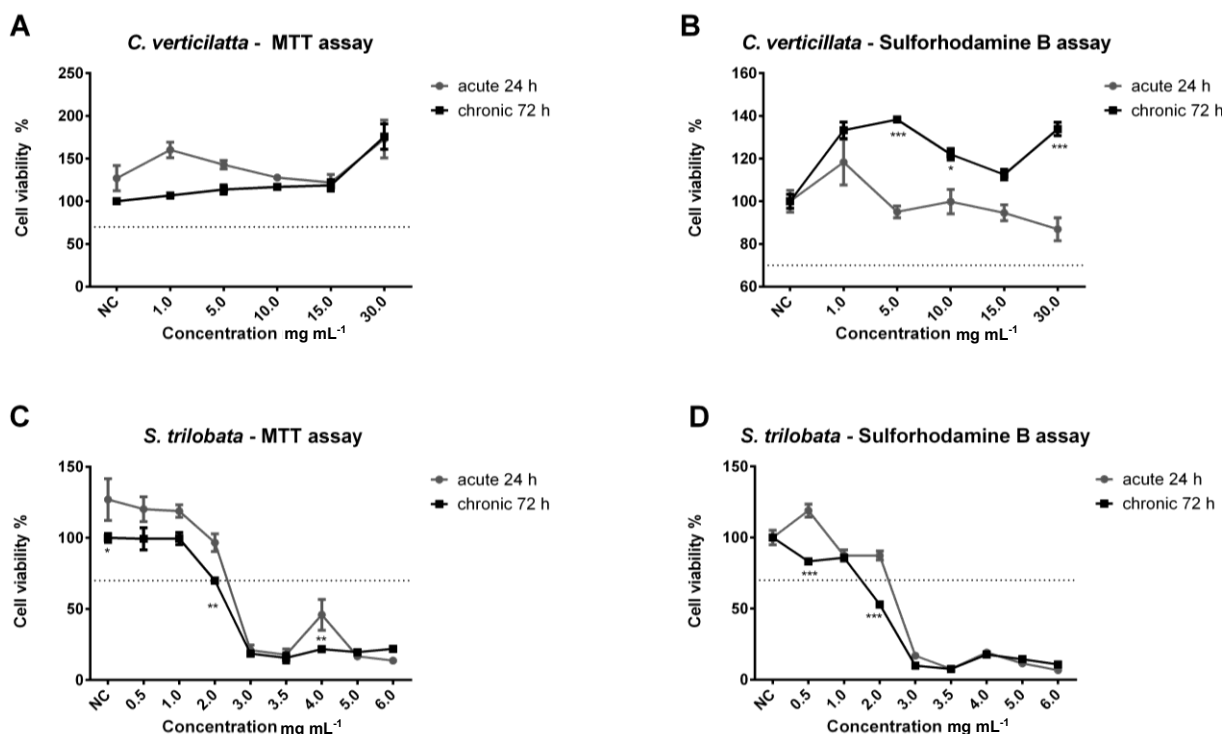 A
C. verticilatta - MTT assay
250
200
150
100
50
0
Cell viability %
NC
1.0
5.0
10.0
15.0
30.0
Concentration mg mL-1
acute 24 h
chronic 72 h
B
C. verticillata - Sulforhodamine B assay
160
140
120
100
80
60
Cell viability %
***
*
***
NC
1.0
5.0
10.0
15.0
30.0
Concentration mg mL-1
acute 24 h
chronic 72 h
C
S. trilobata - MTT assay
150
100
50
0
Cell viability %
*
**
**
NC
0.5
1.0
2.0
3.0
3.5
4.0
5.0
6.0
Concentration mg mL-1
acute 24 h
chronic 72 h
D
S. trilobata - Sulforhodamine B assay
150
100
50
0
Cell viability %
***
***
NC
0.5
1.0
2.0
3.0
3.5
4.0
5.0
6.0
Concentration mg mL-1
acute 24 h
chronic 72 h